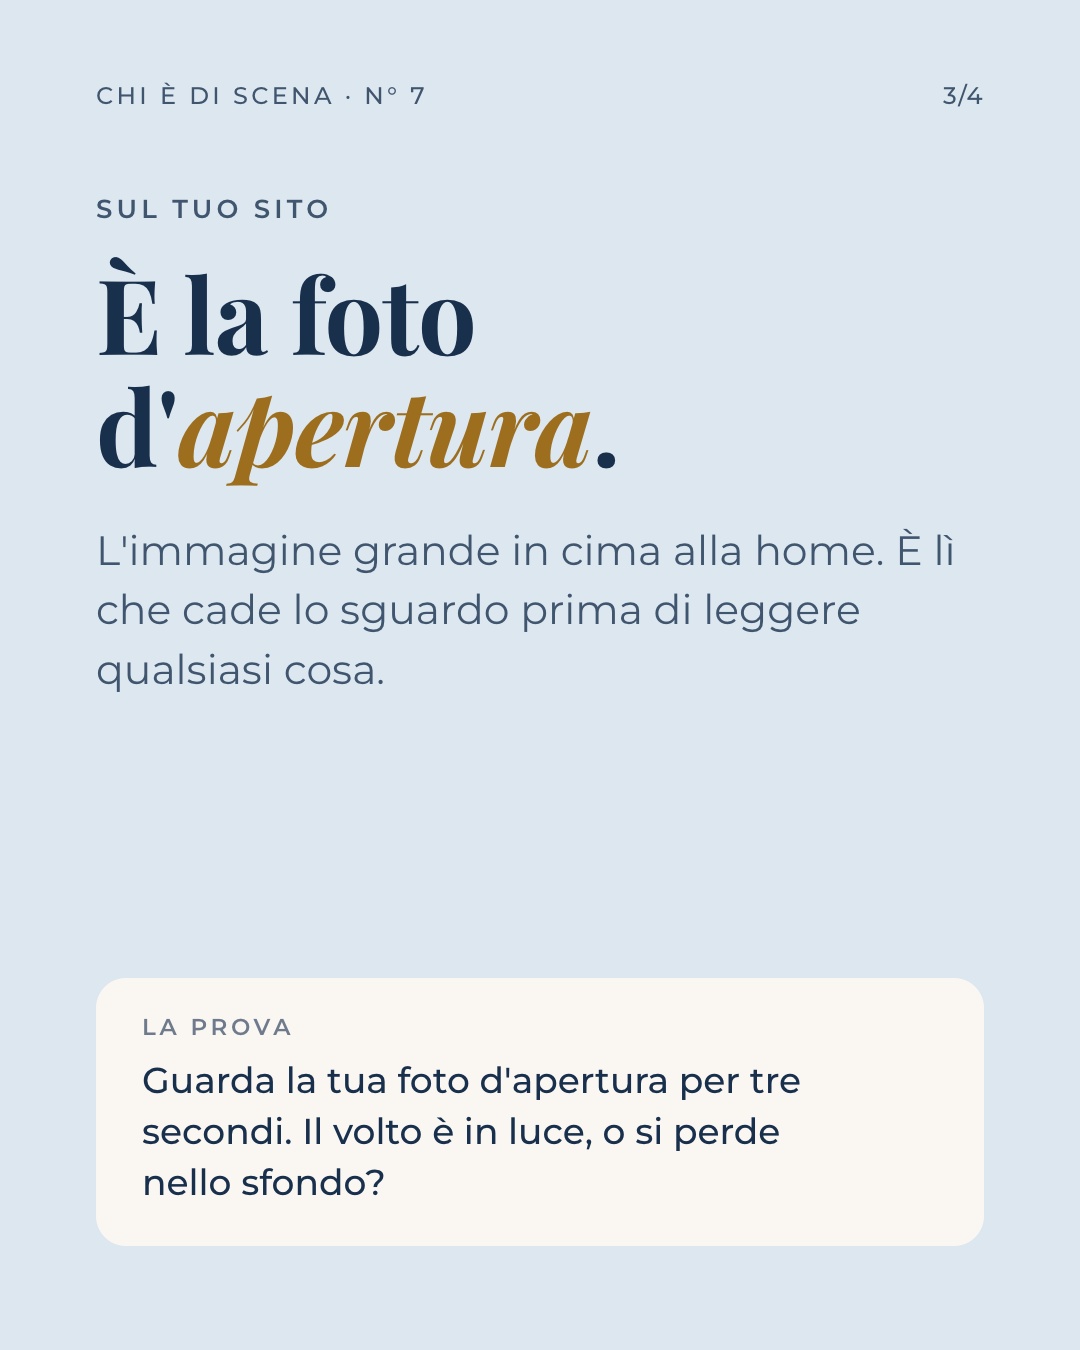 CHI È DI SCENA · N° 7
3/4
SUL TUO SITO
È la foto
d'apertura.
L'immagine grande in cima alla home. È lì
che cade lo sguardo prima di leggere
qualsiasi cosa.
LA PROVA
Guarda la tua foto d'apertura per tre
secondi. Il volto è in luce, o si perde
nello sfondo?